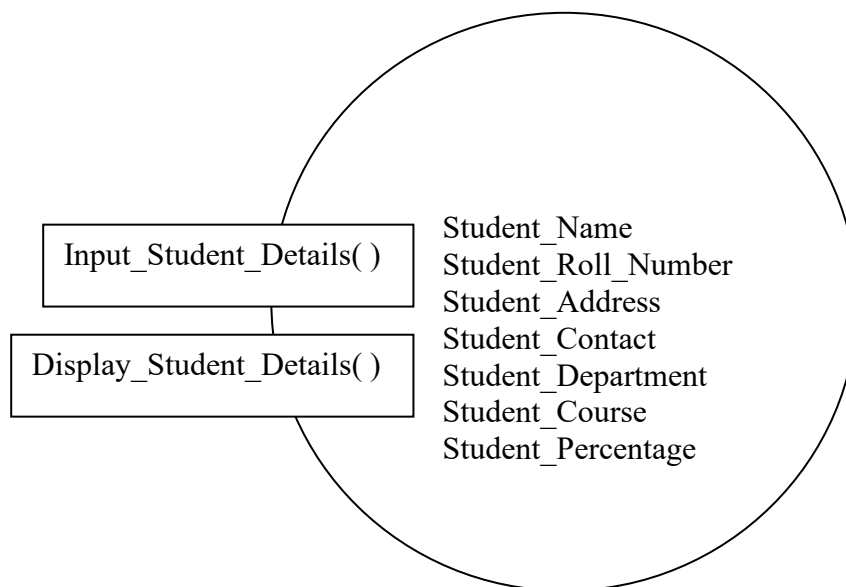 Input_Student_Details( )
Display_Student_Details( )
Student_Name
Student_Roll_Number
Student_Address
Student_Contact
Student_Department
Student_Course
Student_Percentage